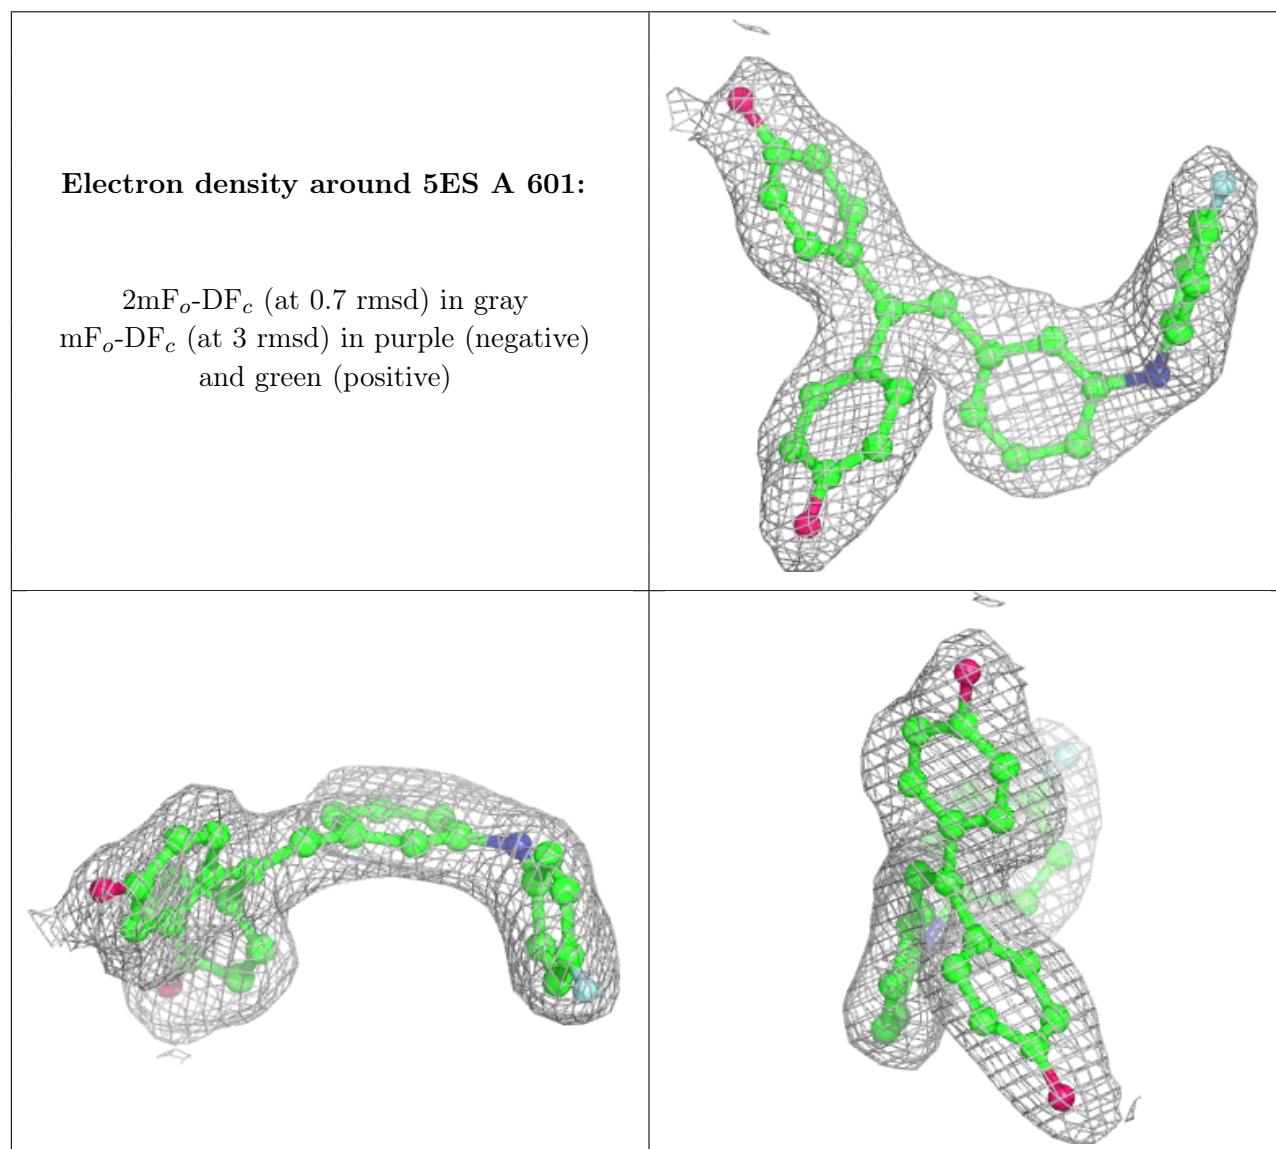 Electron density around 5ES A 601:
2mFo-DFc (at 0.7 rmsd) in gray
mFo-DFc (at 3 rmsd) in purple (negative)
and green (positive)